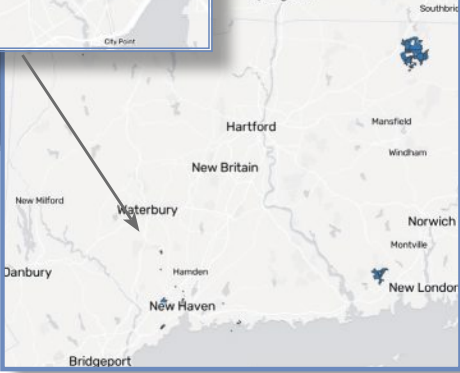 City Point
Southbrid
Hartford
Mansfield
New Britain
Windham
New Milford
Waterbury
Norwich
Montville
Danbury
Hamden
New London
New Haven
Bridgeport